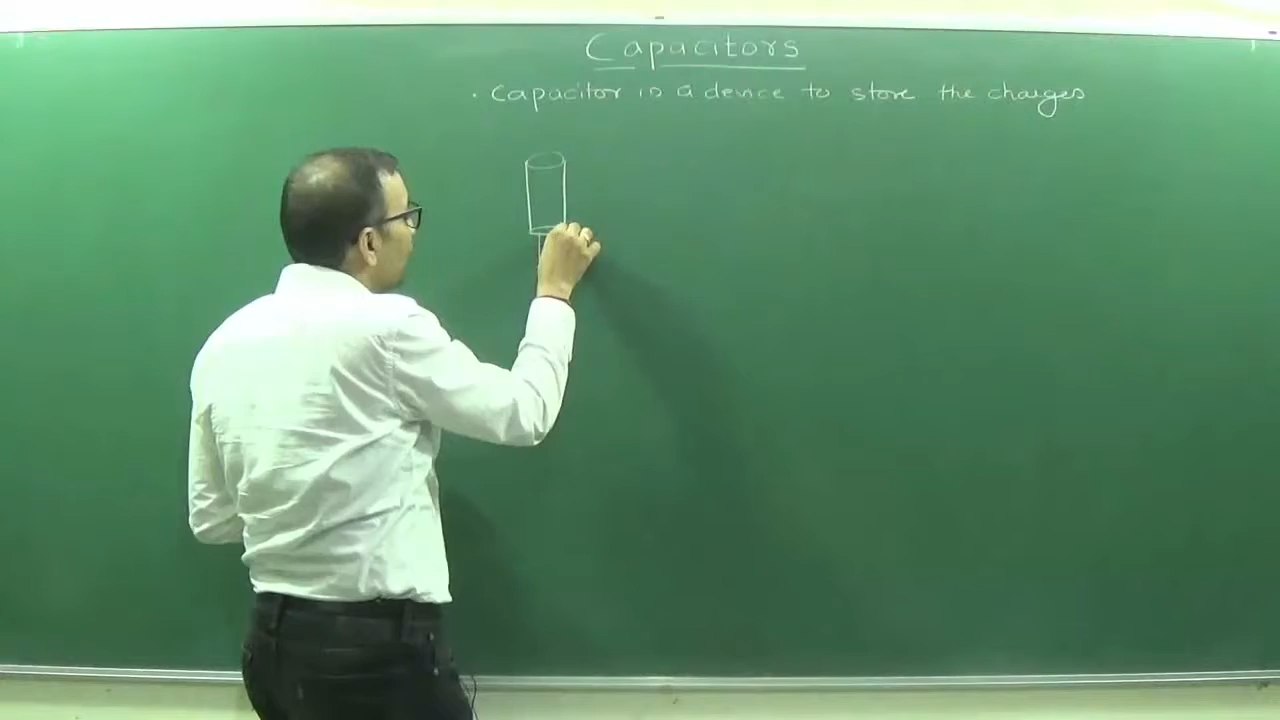 Capacitors
· Capacitor is a device to store the charges